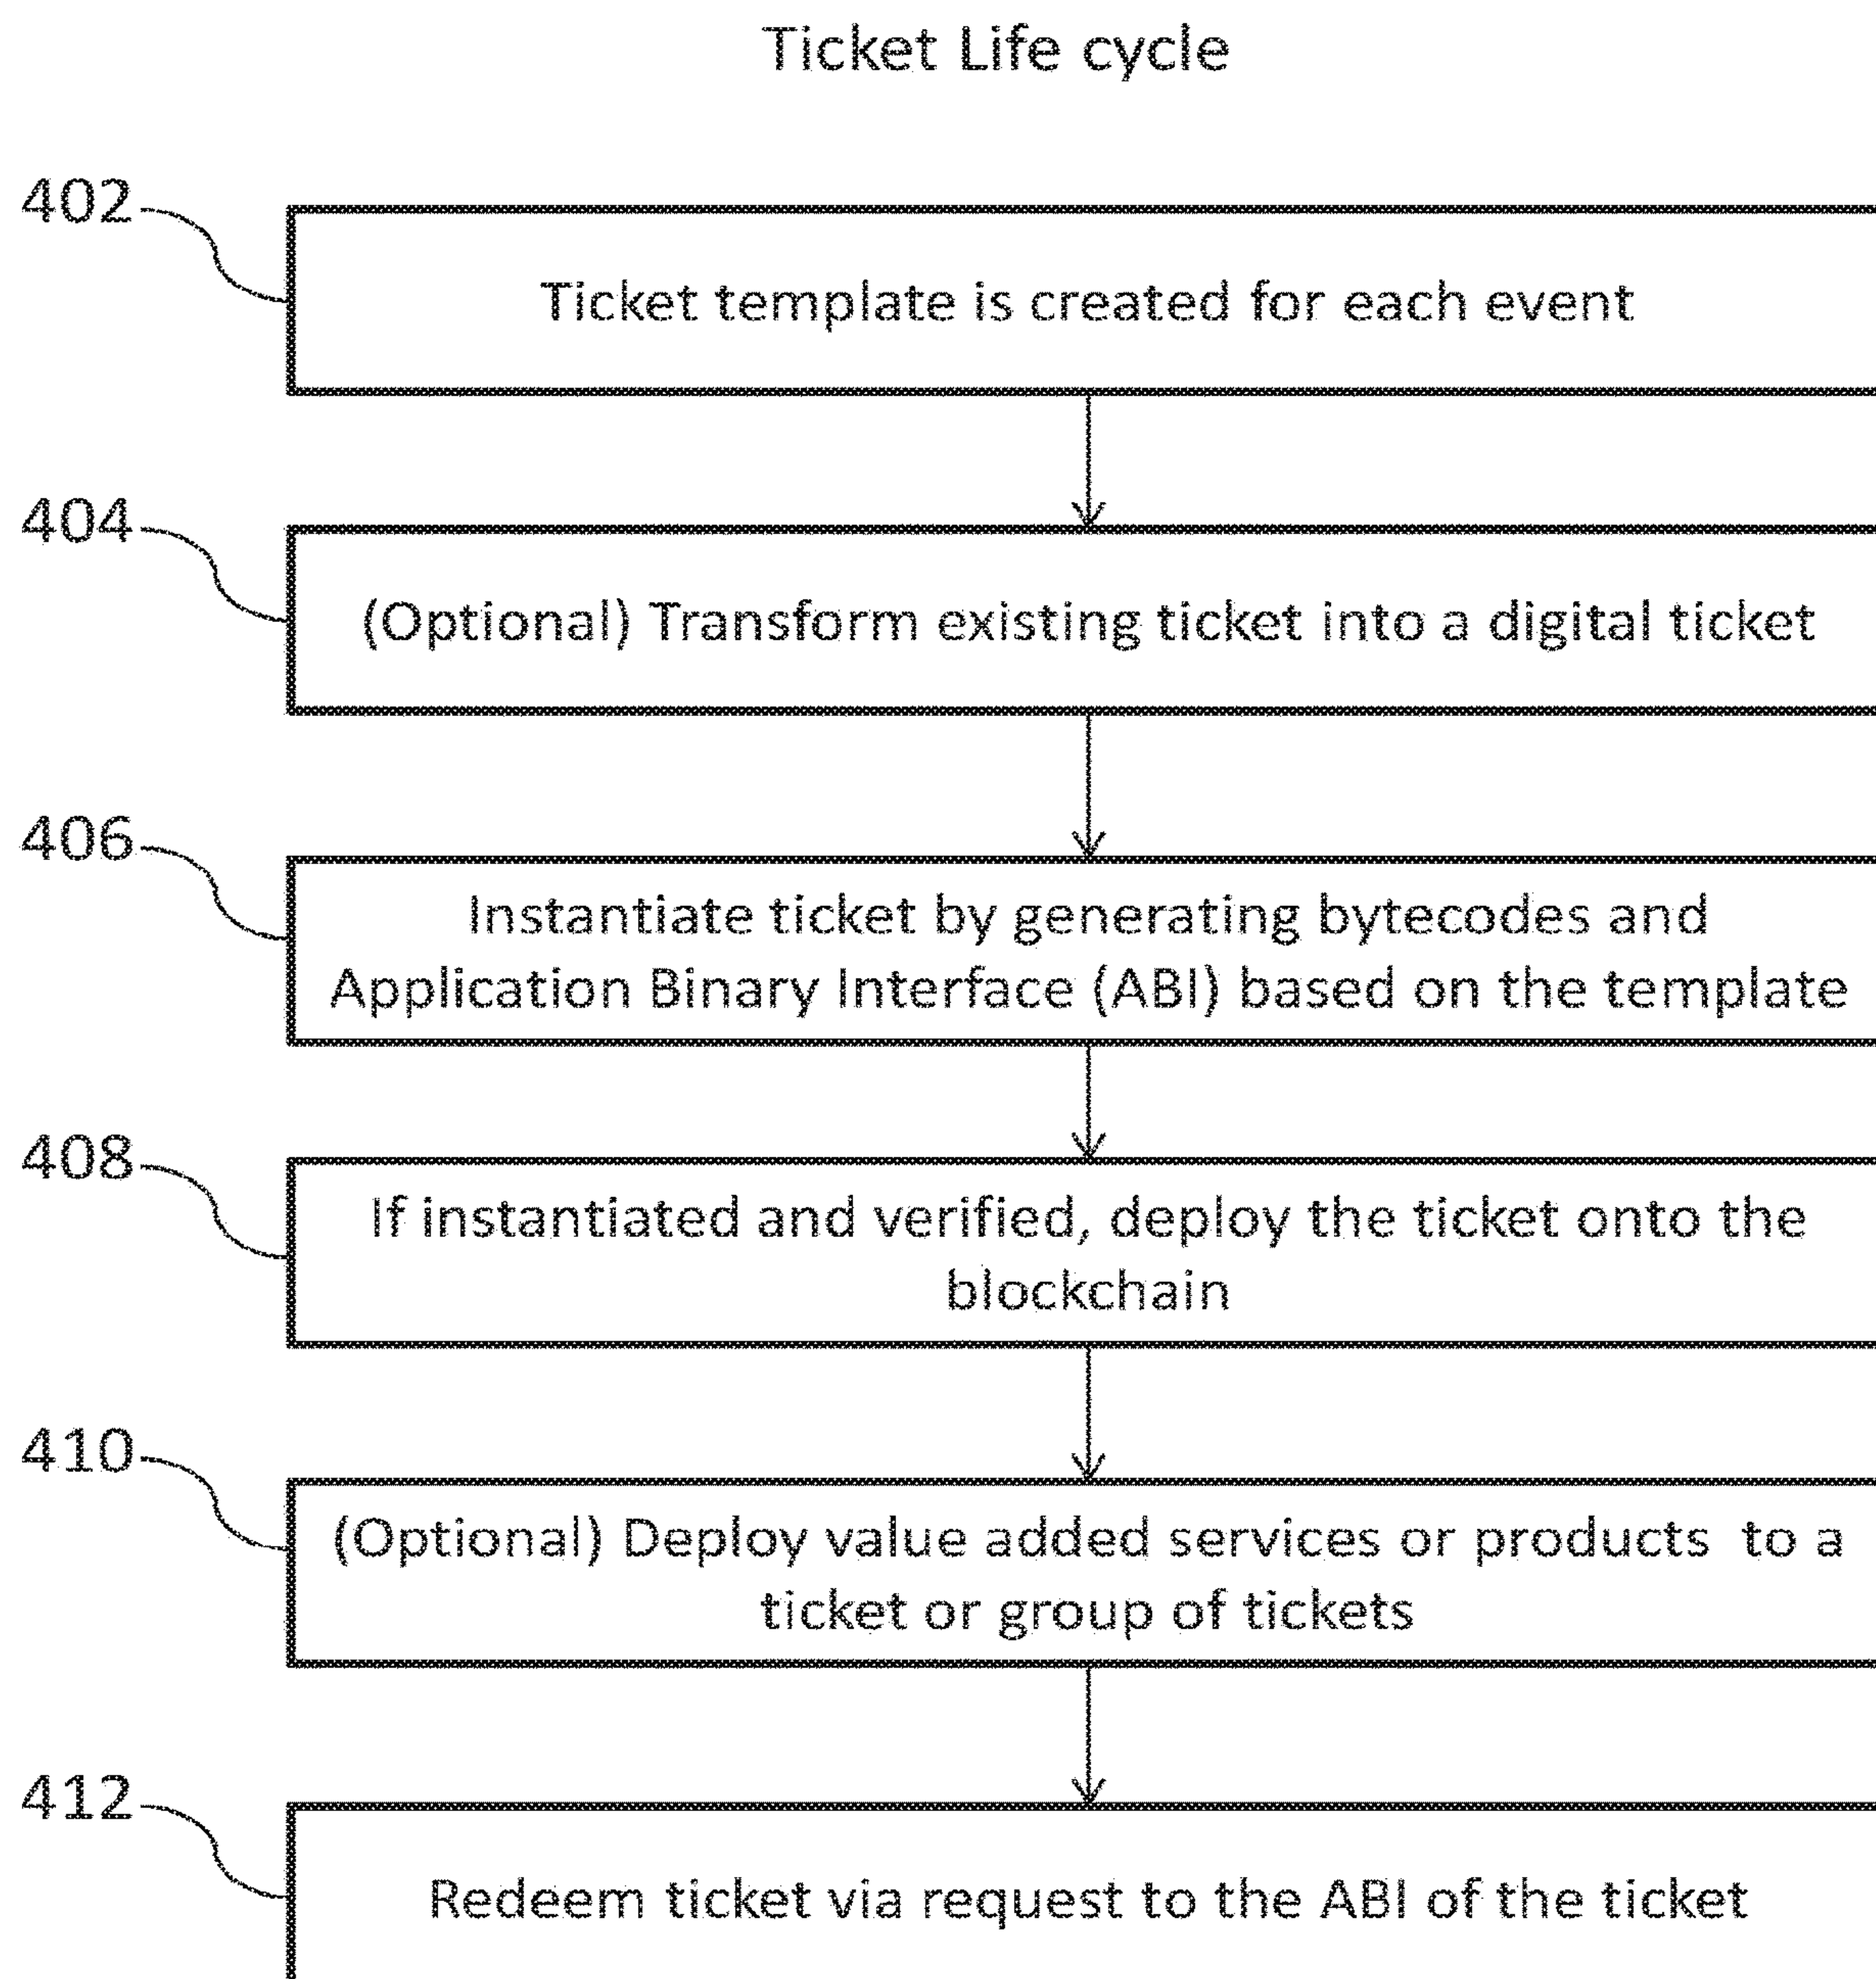 Ticket Life cycle
402
Ticket template is created for each event
404
(Optional) Transform existing ticket into a digital ticket
406
Instantiate ticket by generating bytecodes and
Application Binary Interface (ABI) based on the template
408
If instantiated and verified, deploy the ticket onto the
blockchain
410
(Optional) Deploy value added services or products to a
ticket or group of tickets
412
Redeem ticket via request to the ABI of the ticket